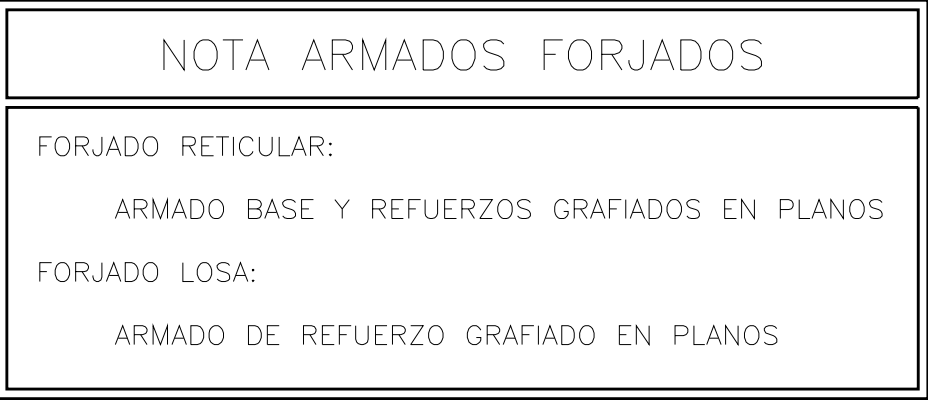 NOTA ARMADOS FORJADOS
FORJADO RETICULAR:
ARMADO BASE Y REFUERZOS GRAFIADOS EN PLANOS
FORJADO LOSA:
ARMADO DE REFUERZO GRAFIADO EN PLANOS